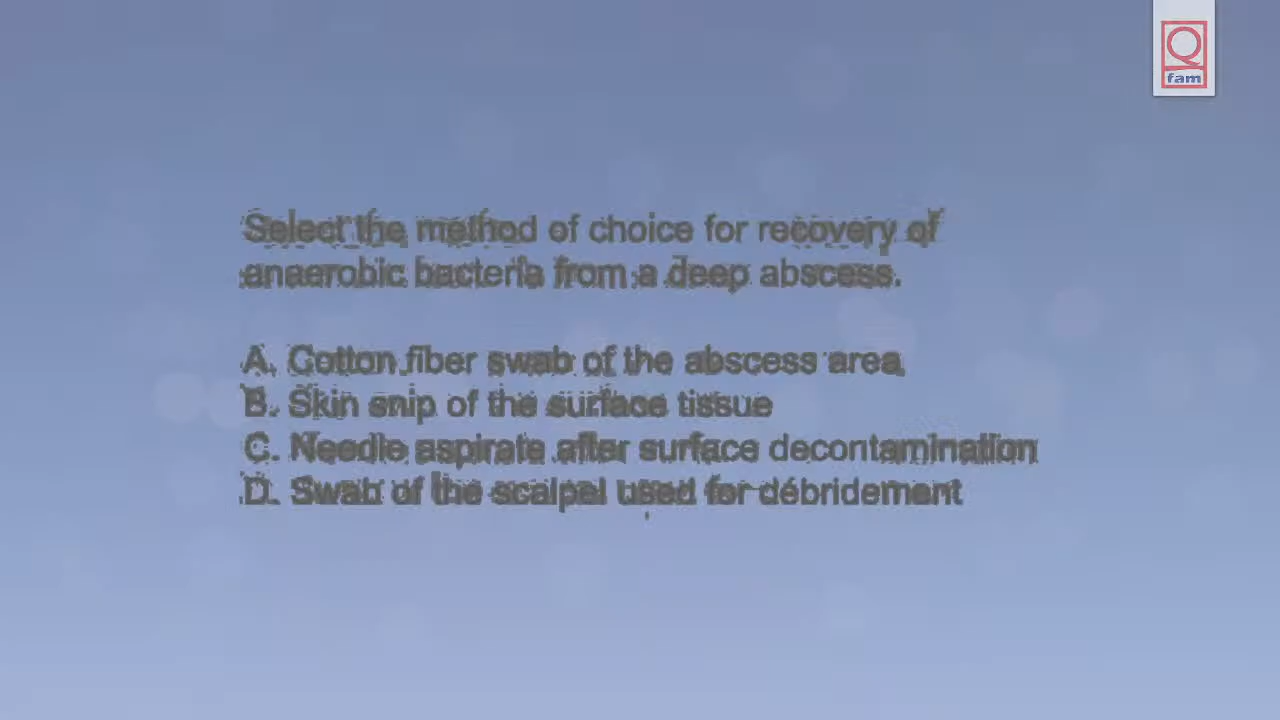 Q
fam
Select the method of choice for recovery of
anaerobic bacteria from a deep abscess.
A. Cotton fiber swab of the abscess area
B. Skin snip of the surface tissue
C. Needle aspirate after surface decontamination
D. Swab of the scalpel used for débridement